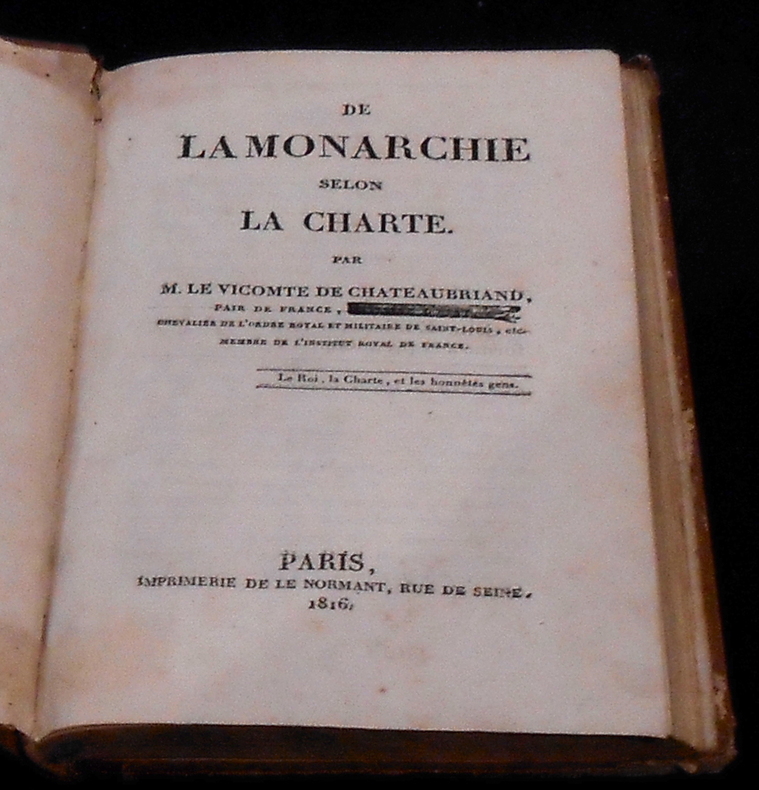 DE
LA MONARCHIE
SELON
LA CHARTE.
PAR
M. LE VICOMTE DE CHATEAUBRIAND,
PAIR DE FRANCE,
CHEVALIER DE L'ORDRE ROYAL ET MILITAIRE DE SAINT-LOUIS, etc.
MEMBRE DE L'INSTITUT ROYAL DE FRANCE.
Le Roi, la Charte, et les honnêtes gens.
PARIS,
IMPRIMERIE DE LE NORMANT, RUE DE SEINE.
1816.